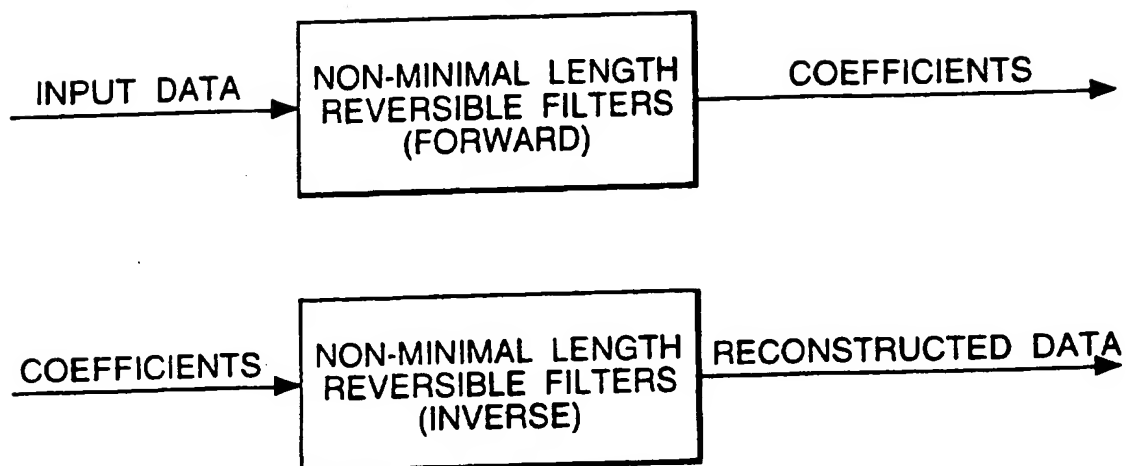 INPUT DATA
NON-MINIMAL LENGTH
REVERSIBLE FILTERS
(FORWARD)
COEFFICIENTS
COEFFICIENTS
NON-MINIMAL LENGTH
REVERSIBLE FILTERS
(INVERSE)
RECONSTRUCTED DATA